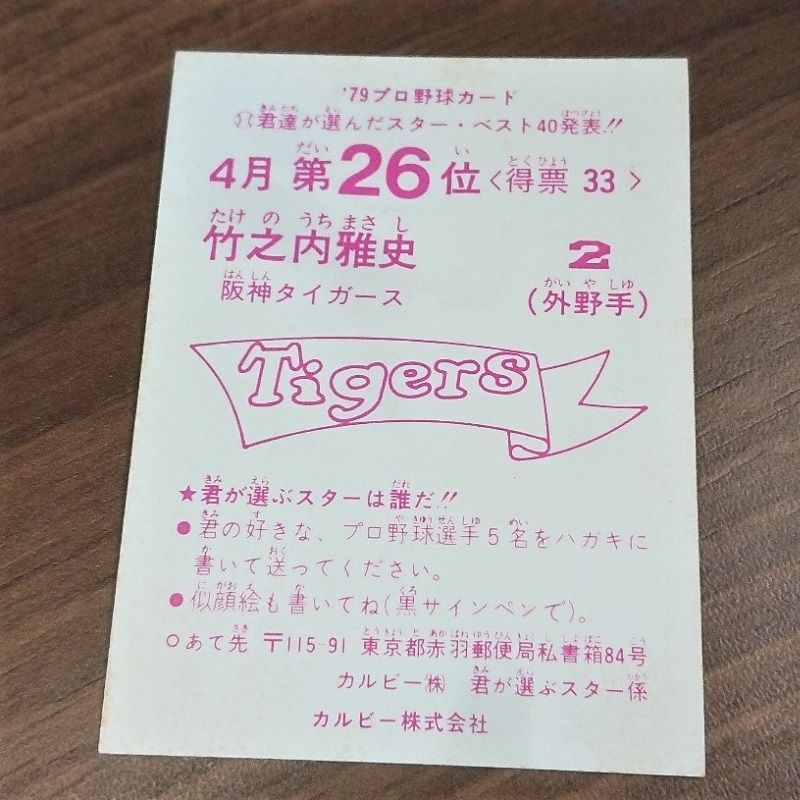 '79プロ野球カード
君達が選んだスター・ベスト40発表!!
4月 第26位〈得票 33〉
竹之内雅史 2
阪神タイガース (外野手)
Tigers
★君が選ぶスターは誰だ!!
●君の好きな、プロ野球選手5名をハガキに
書いて送ってください。
●似顔絵も書いてね(黒サインペンで)。
○あて先 〒115-91 東京都赤羽郵便局私書箱84号
カルビー㈱ 君が選ぶスター係
カルビー株式会社